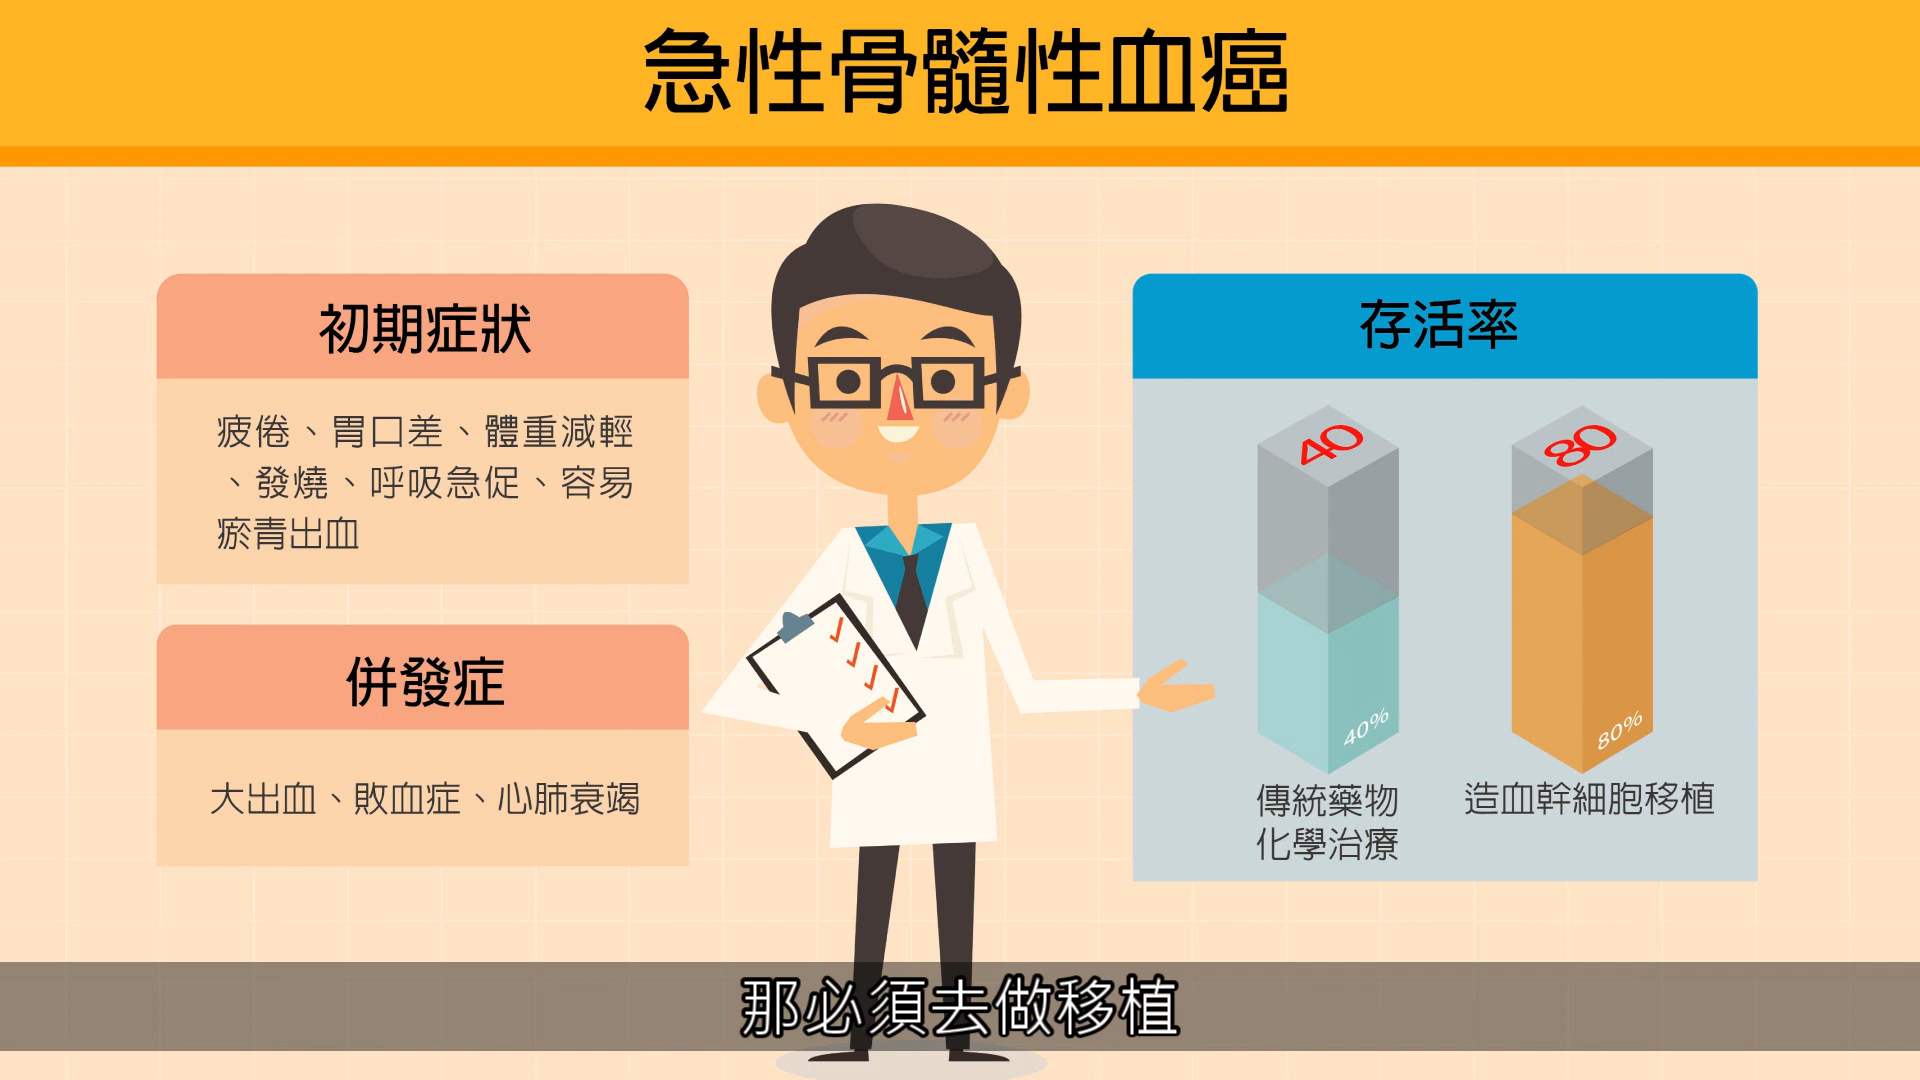 急性骨髓性血癌
初期症狀
疲倦、胃口差、體重減輕
、發燒、呼吸急促、容易
瘀青出血
併發症
大出血、敗血症、心肺衰竭
存活率
40
80
40%
80%
傳統藥物
化學治療
造血幹細胞移植
那必須去做移植